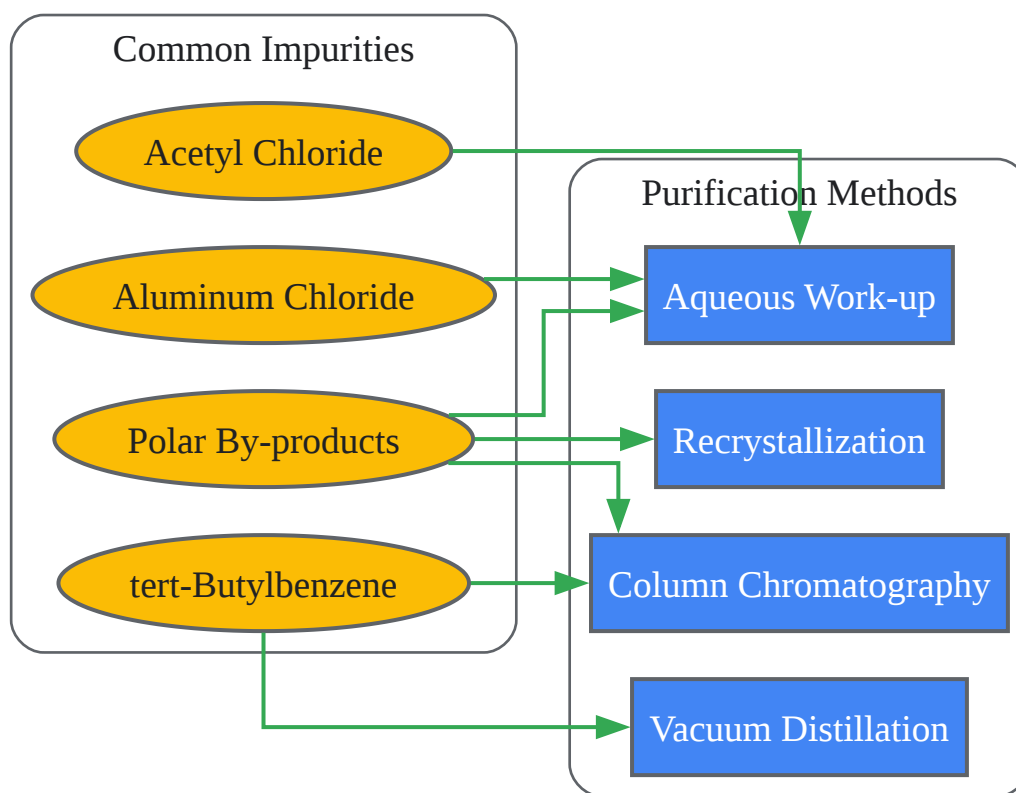 Common Impurities
Acetyl Chloride
Aluminum Chloride
Polar By-products
tert-Butylbenzene
Purification Methods
Aqueous Work-up
Recrystallization
Column Chromatography
Vacuum Distillation